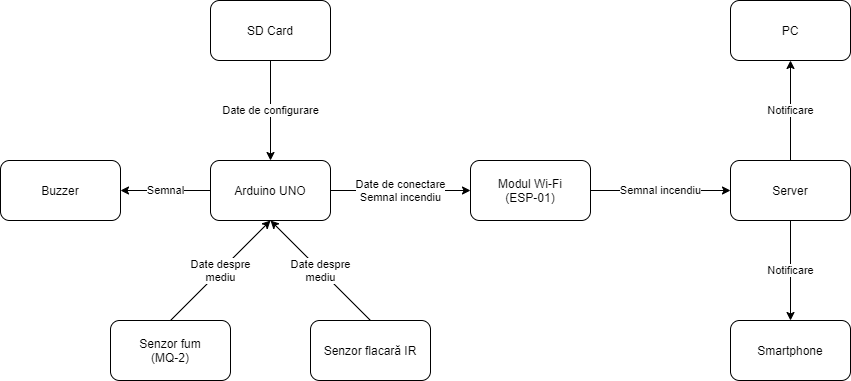 SD Card
PC
Date de configurare
Notificare
Buzzer
Semnal
Arduino UNO
Date de conectare
Semnal incendiu
Modul Wi-Fi
(ESP-01)
Semnal incendiu
Server
Date despre
mediu
Date despre
mediu
Notificare
Senzor fum
(MQ-2)
Senzor flacară IR
Smartphone